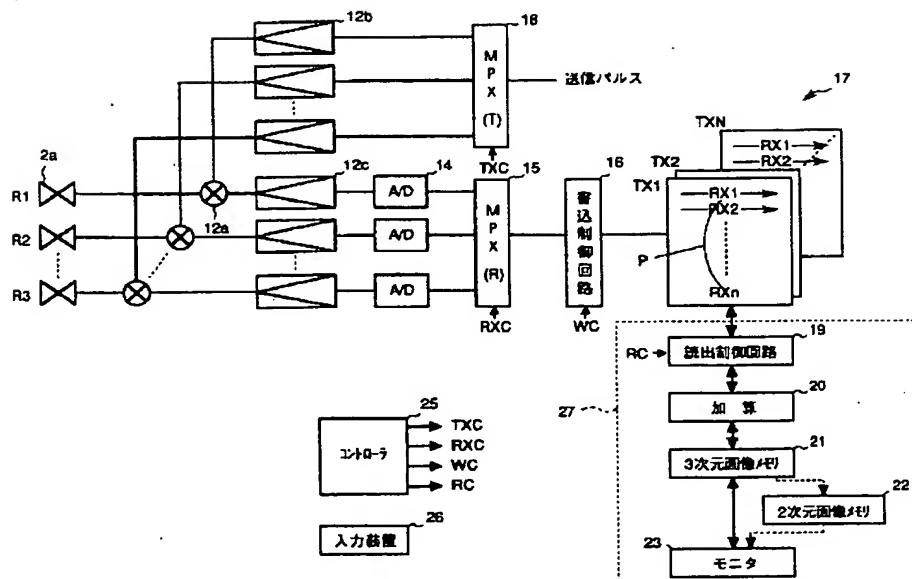 12b
18
MPX (T)
送信パルス
TXC
17
TXN
RX1
RX2
TX2
TX1
RX1
RX2
P
RXn
2a
R1
R2
R3
12a
12c
14
A/D
A/D
A/D
15
MPX (R)
RXC
16
書込制御回路
WC
19
RC
読出制御回路
20
加 算
27
21
3次元画像メモリ
22
2次元画像メモリ
23
モニタ
25
コントローラ
TXC
RXC
WC
RC
26
入力装置